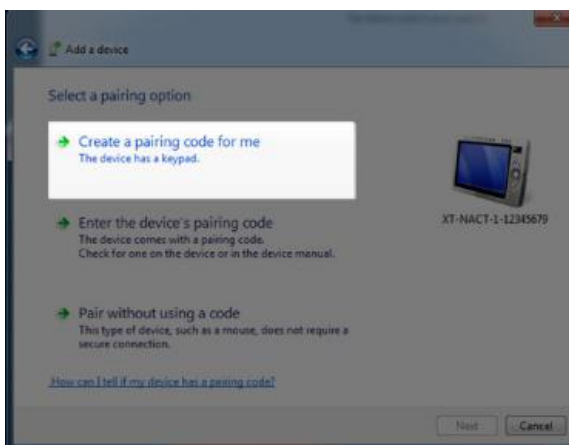 Add a device
Select a pairing option
Create a pairing code for me
The device has a keypad.
Enter the device's pairing code
The device comes with a pairing code.
Check for one on the device or in the device manual.
XT-NACT-1-12345679
Pair without using a code
This type of device, such as a mouse, does not require a
secure connection.
How can I tell if my device has a pairing code?
Next
Cancel